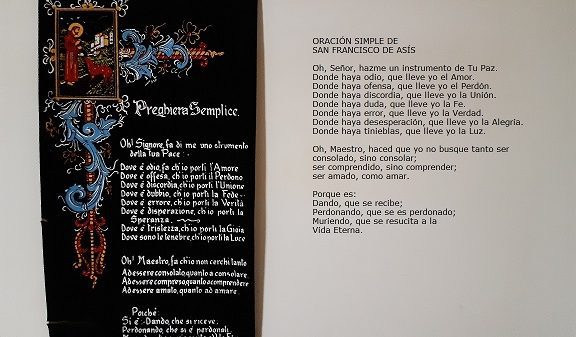 Preghiera Semplice.
Oh! Signore, fa di me uno strumento
della tua Pace:
Dove è odio, fa ch'io porti l'Amore
Dove è offesa, ch'io porti il Perdono
Dove è discordia, ch'io porti l'Unione
Dove è dubbio, ch'io porti la Fede
Dove è errore, ch'io porti la Verità
Dove è disperazione, ch'io porti la
Speranza.
Dove è tristezza, ch'io porti la Gioia
Dove sono le tenebre, ch'io porti la Luce
Oh! Maestro, fa ch'io non cerchi tanto
Ad essere consolato, quanto a consolare
Ad essere compreso, quanto a comprendere
Ad essere amato, quanto ad amare.
Poichè
Si è: Dando, che si riceve.
Perdonando, che si è perdonati
ORACIÓN SIMPLE DE
SAN FRANCISCO DE ASÍS
Oh, Señor, hazme un instrumento de Tu Paz.
Donde haya odio, que lleve yo el Amor.
Donde haya ofensa, que lleve yo el Perdón.
Donde haya discordia, que lleve yo la Unión.
Donde haya duda, que lleve yo la Fe.
Donde haya error, que lleve yo la Verdad.
Donde haya desesperación, que lleve yo la Alegría.
Donde haya tinieblas, que lleve yo la Luz.
Oh, Maestro, haced que yo no busque tanto ser
consolado, sino consolar;
ser comprendido, sino comprender;
ser amado, como amar.
Porque es:
Dando, que se recibe;
Perdonando, que se es perdonado;
Muriendo, que se resucita a la
Vida Eterna.